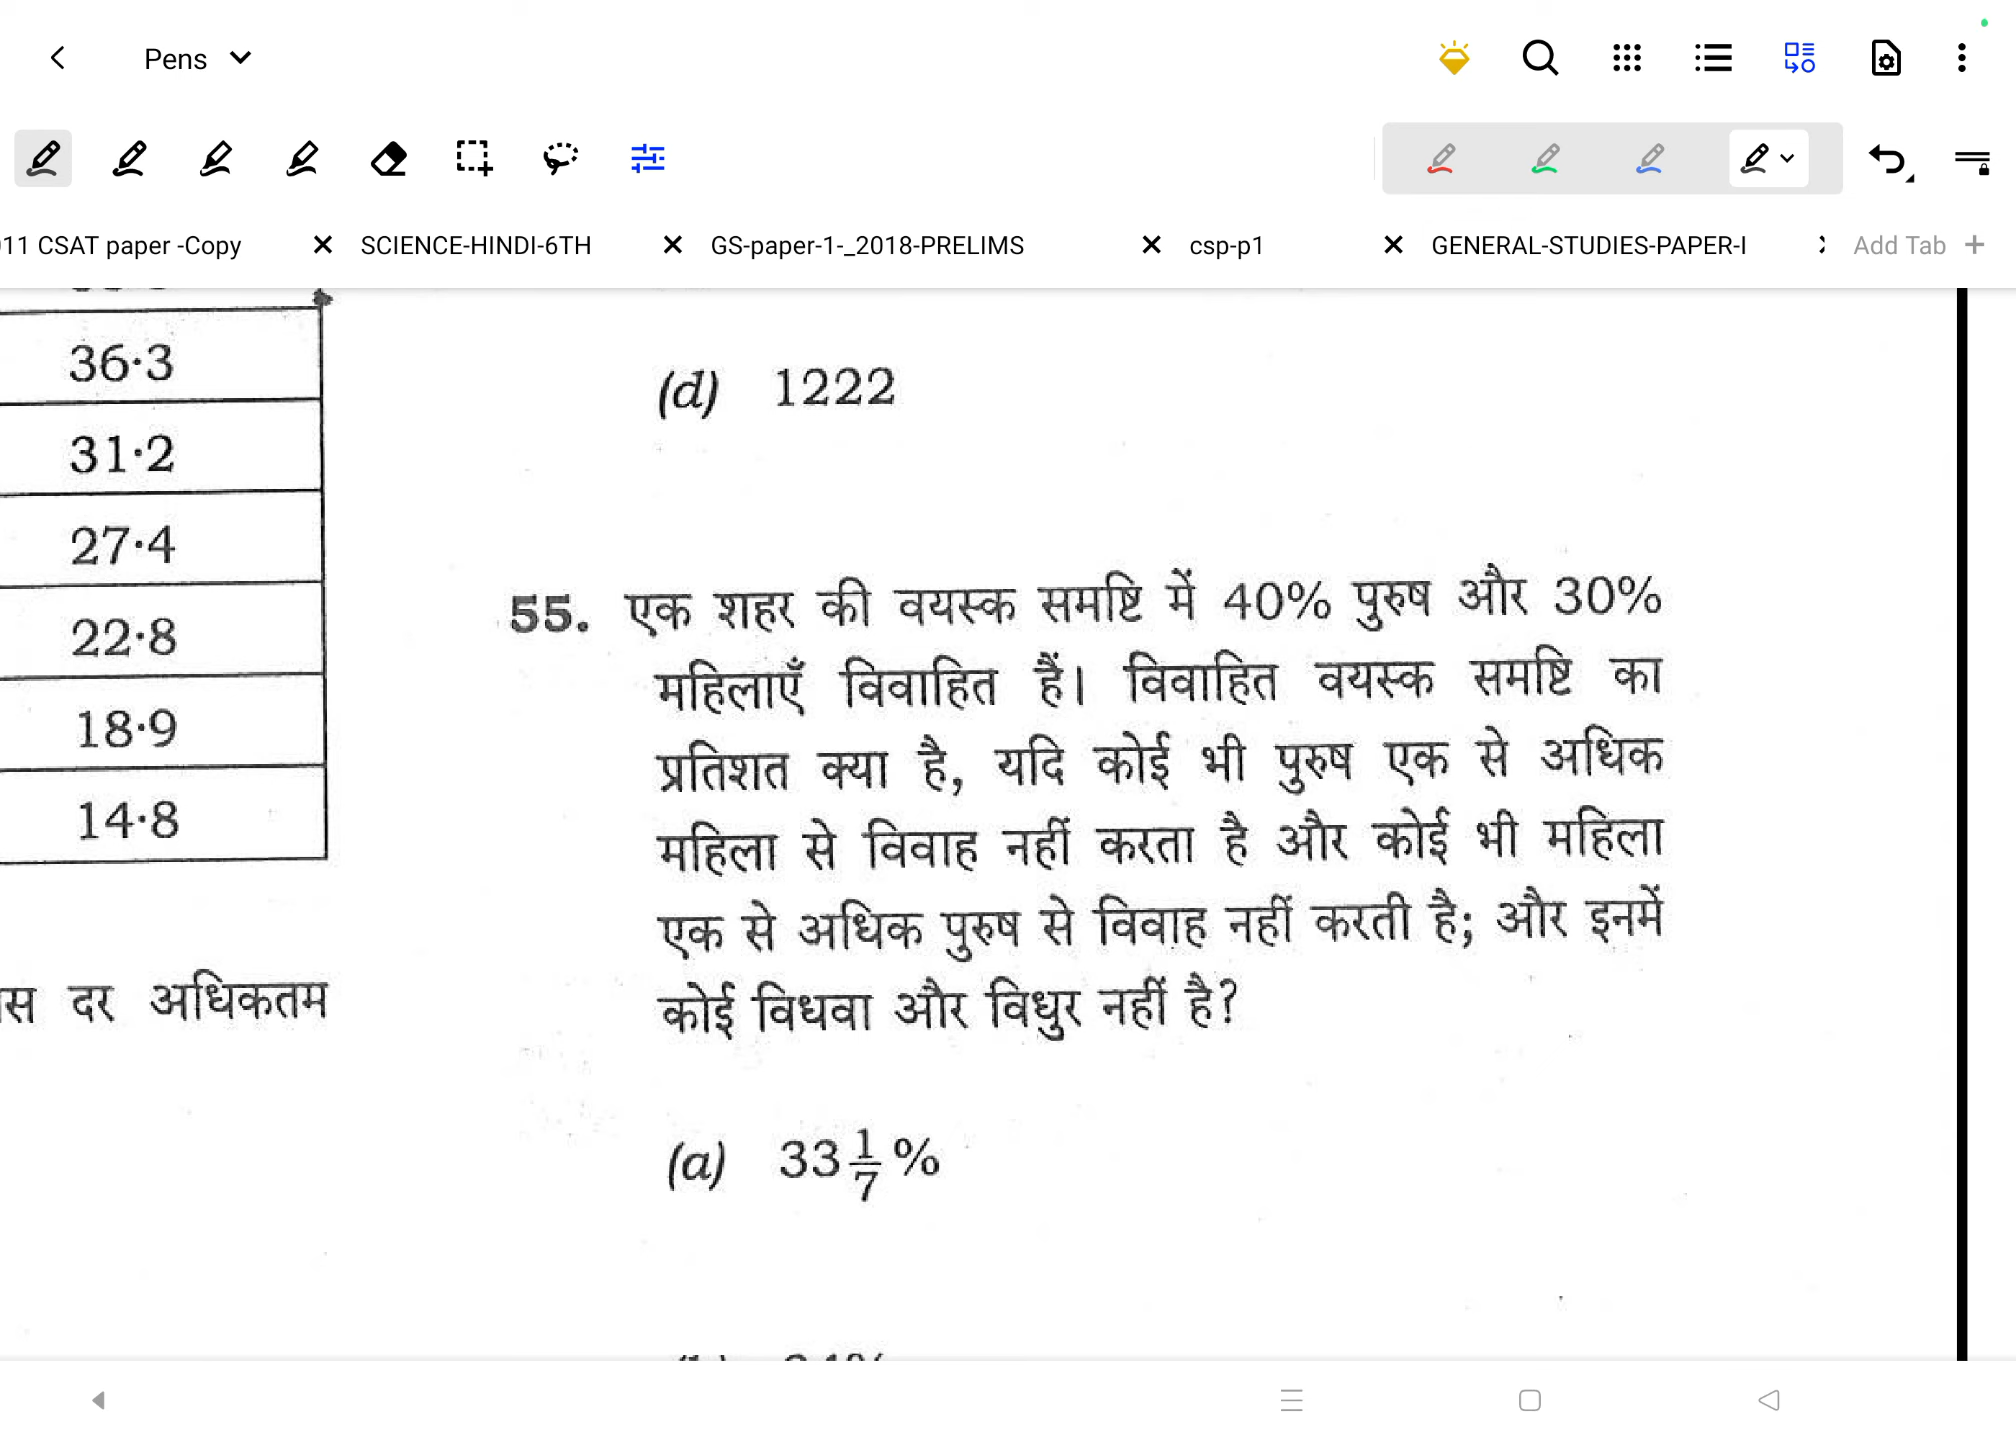 Pens
11 CSAT paper -Copy
SCIENCE-HINDI-6TH
GS-paper-1-_2018-PRELIMS
csp-p1
GENERAL-STUDIES-PAPER-I
Add Tab +
36·3
31·2
27·4
22·8
18·9
14·8
दर अधिकतम
(d) 1222
55. एक शहर की वयस्क समष्टि में 40% पुरुष और 30%
महिलाएँ विवाहित हैं। विवाहित वयस्क समष्टि का
प्रतिशत क्या है, यदि कोई भी पुरुष एक से अधिक
महिला से विवाह नहीं करता है और कोई भी महिला
एक से अधिक पुरुष से विवाह नहीं करती है; और इनमें
कोई विधवा और विधुर नहीं है?
(a) 33 1/7 %